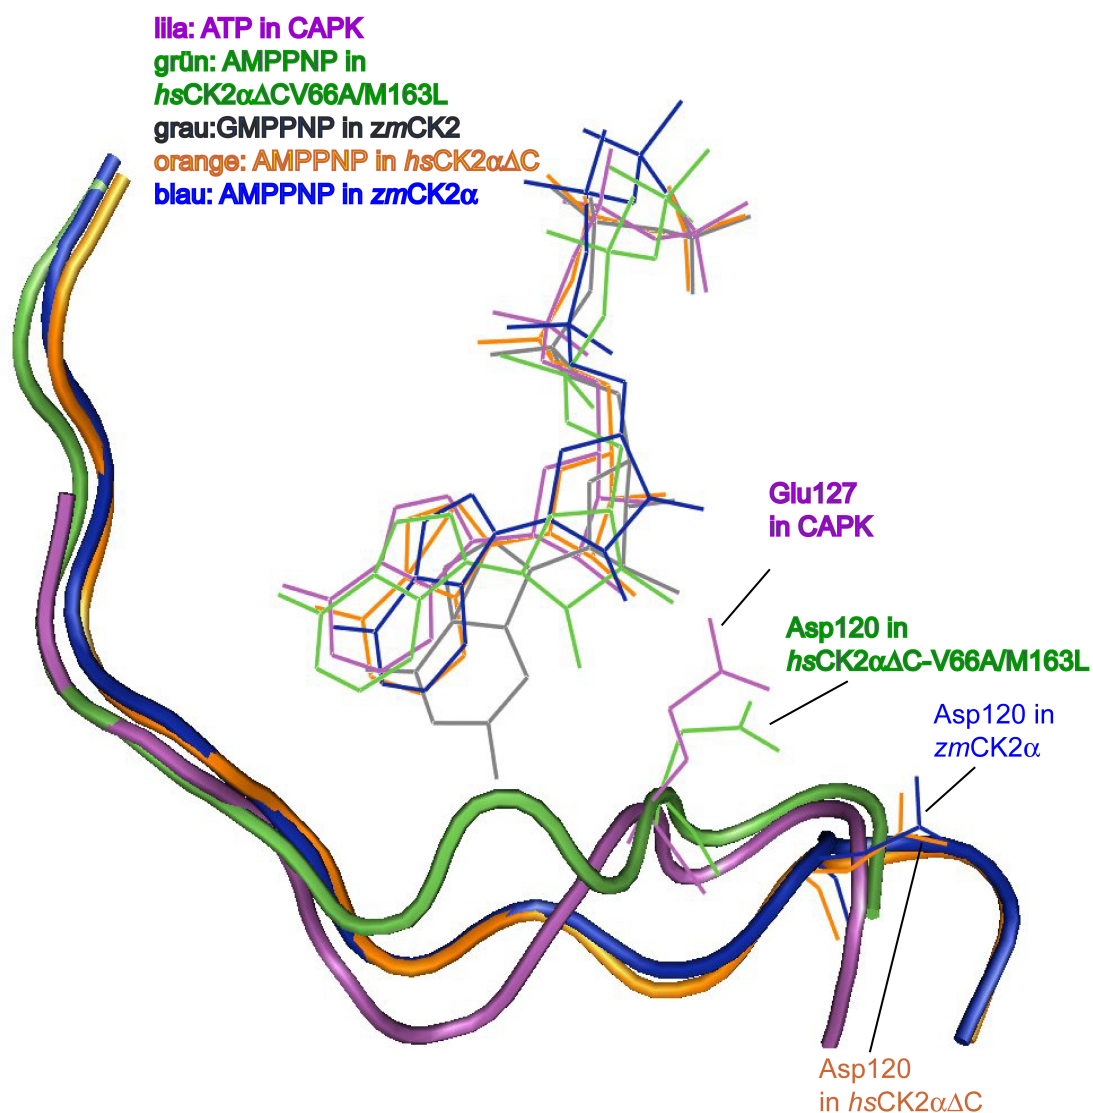 lila: ATP in CAPK
grün: AMPPNP in
hsCK2αΔCV66A/M163L
grau:GMPPNP in zmCK2
orange: AMPPNP in hsCK2αΔC
blau: AMPPNP in zmCK2α
Glu127
in CAPK
Asp120 in
hsCK2αΔC-V66A/M163L
Asp120 in
zmCK2α
Asp120
in hsCK2αΔC